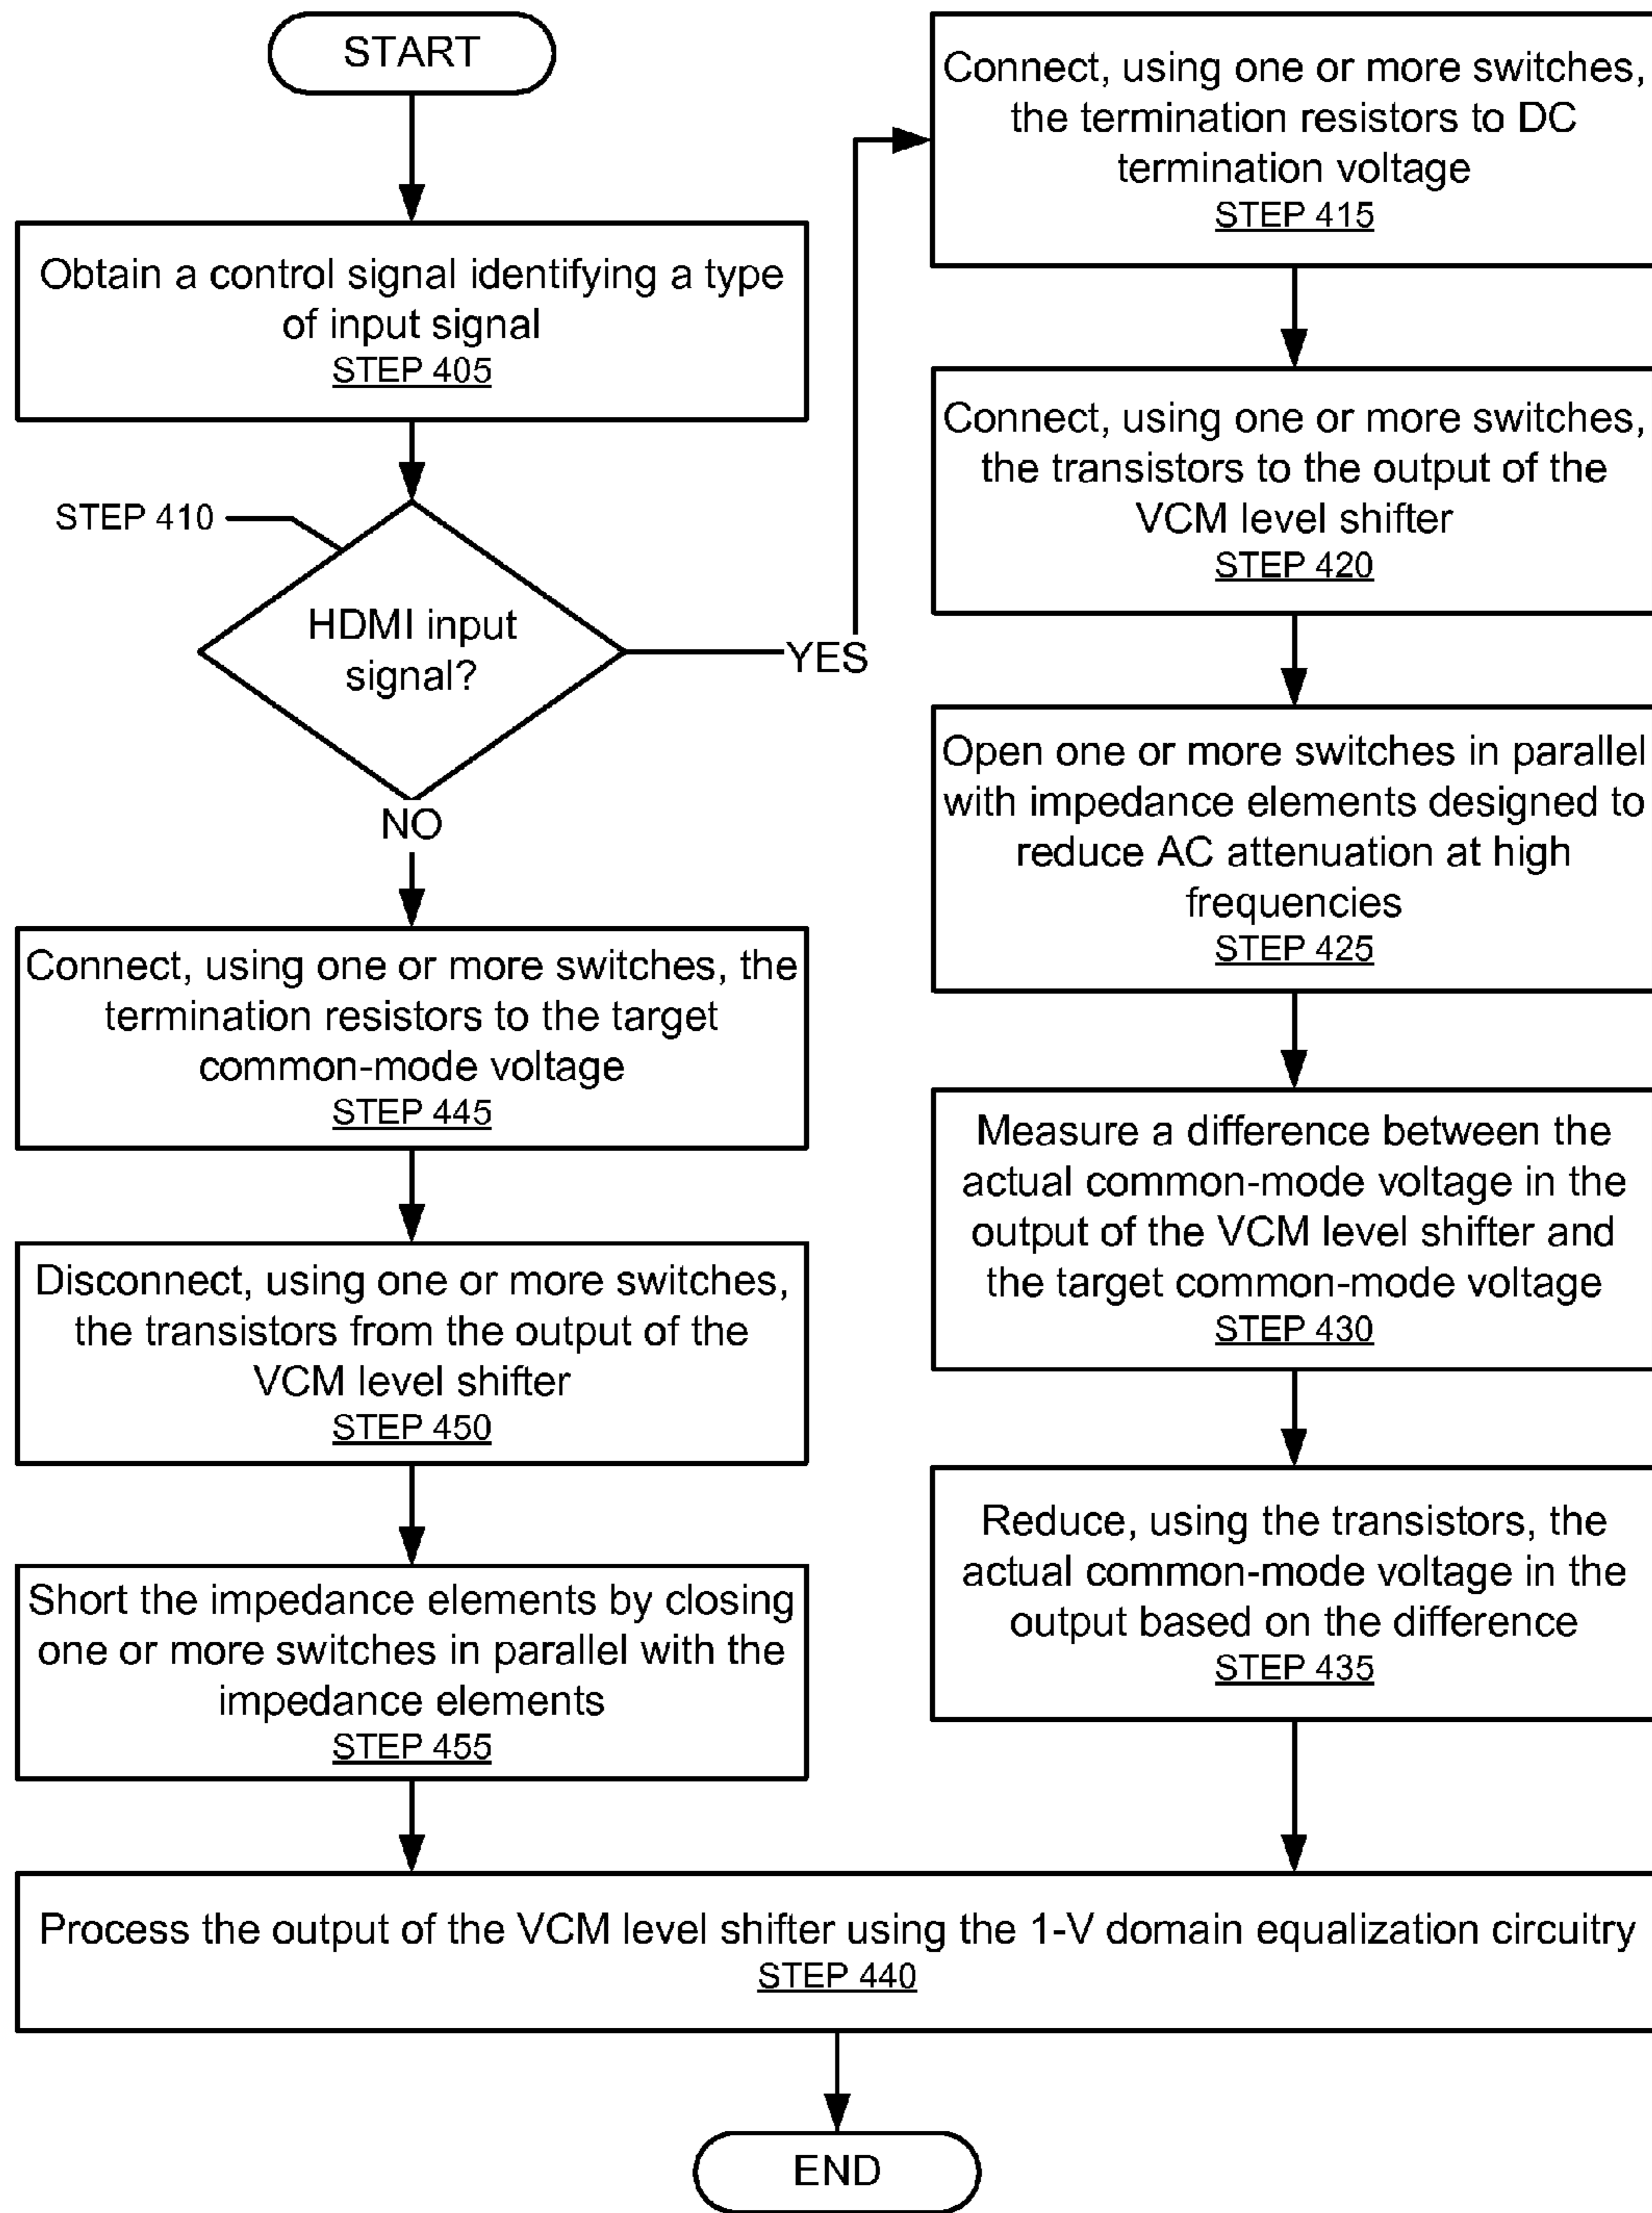 START
Obtain a control signal identifying a type
of input signal
STEP 405
STEP 410
HDMI input
signal?
YES
NO
Connect, using one or more switches,
the termination resistors to DC
termination voltage
STEP 415
Connect, using one or more switches,
the transistors to the output of the
VCM level shifter
STEP 420
Open one or more switches in parallel
with impedance elements designed to
reduce AC attenuation at high
frequencies
STEP 425
Measure a difference between the
actual common-mode voltage in the
output of the VCM level shifter and
the target common-mode voltage
STEP 430
Reduce, using the transistors, the
actual common-mode voltage in the
output based on the difference
STEP 435
Connect, using one or more switches, the
termination resistors to the target
common-mode voltage
STEP 445
Disconnect, using one or more switches,
the transistors from the output of the
VCM level shifter
STEP 450
Short the impedance elements by closing
one or more switches in parallel with the
impedance elements
STEP 455
Process the output of the VCM level shifter using the 1-V domain equalization circuitry
STEP 440
END